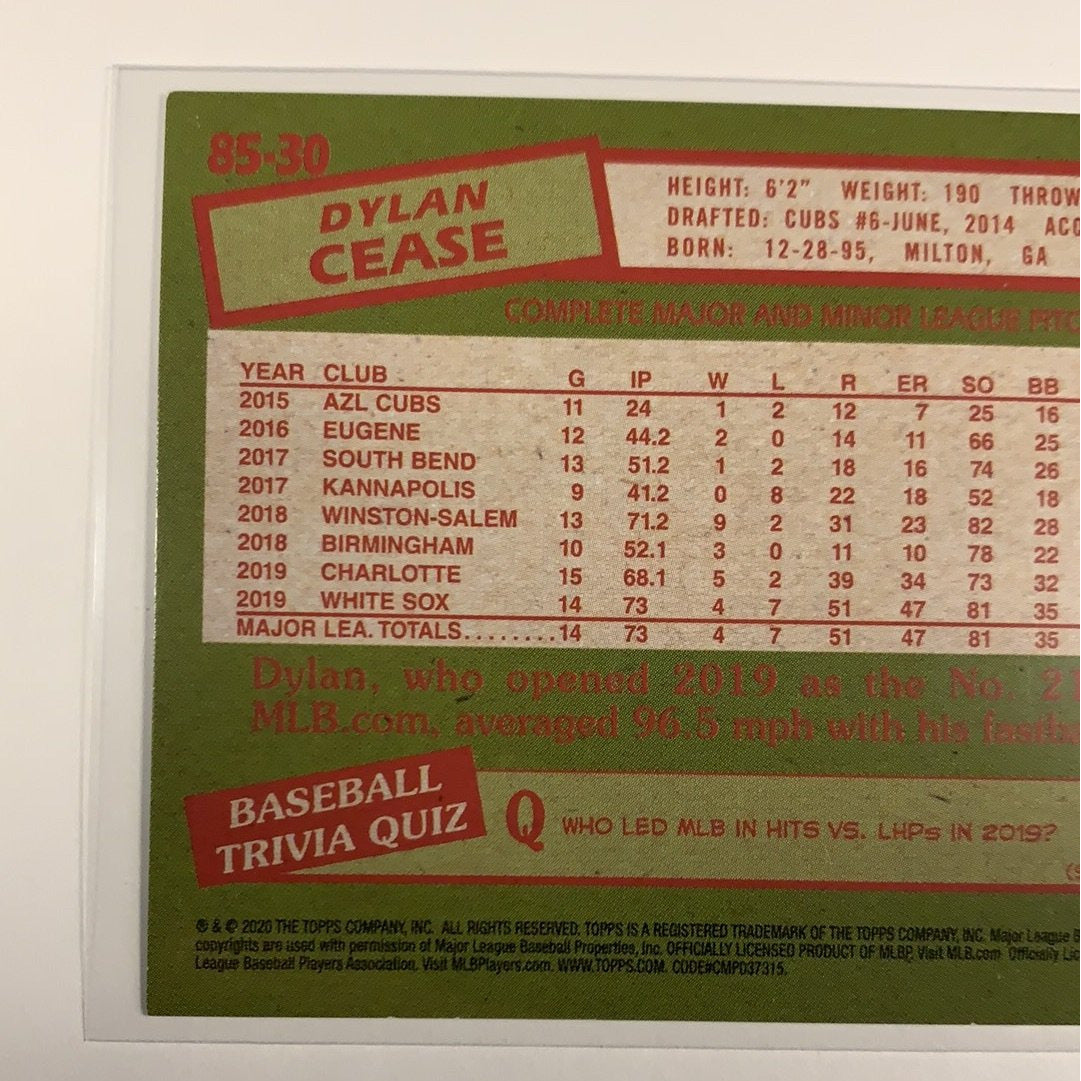 85-30
DYLAN
CEASE
HEIGHT: 6'2" WEIGHT: 190 THROW
DRAFTED: CUBS #6-JUNE, 2014 ACQ
BORN: 12-28-95, MILTON, GA
COMPLETE MAJOR AND MINOR LEAGUE PITC
YEAR CLUB G IP W L R ER SO BB
2015 AZL CUBS 11 24 1 2 12 7 25 16
2016 EUGENE 12 44.2 2 0 14 11 66 25
2017 SOUTH BEND 13 51.2 1 2 18 16 74 26
2017 KANNAPOLIS 9 41.2 0 8 22 18 52 18
2018 WINSTON-SALEM 13 71.2 9 2 31 23 82 28
2018 BIRMINGHAM 10 52.1 3 0 11 10 78 22
2019 CHARLOTTE 15 68.1 5 2 39 34 73 32
2019 WHITE SOX 14 73 4 7 51 47 81 35
MAJOR LEA. TOTALS........14 73 4 7 51 47 81 35
Dylan, who opened 2019 as the No. 21
MLB.com, averaged 96.5 mph with his fastba
BASEBALL
TRIVIA QUIZ
Q WHO LED MLB IN HITS VS. LHPs IN 2019?
(S
® & © 2020 THE TOPPS COMPANY, INC. ALL RIGHTS RESERVED. TOPPS IS A REGISTERED TRADEMARK OF THE TOPPS COMPANY, INC. Major League B
copyrights are used with permission of Major League Baseball Properties, Inc. OFFICIALLY LICENSED PRODUCT OF MLBP. Visit MLB.com Officially Lic
League Baseball Players Association. Visit MLBPlayers.com. WWW.TOPPS.COM. CODE#CMP037315.